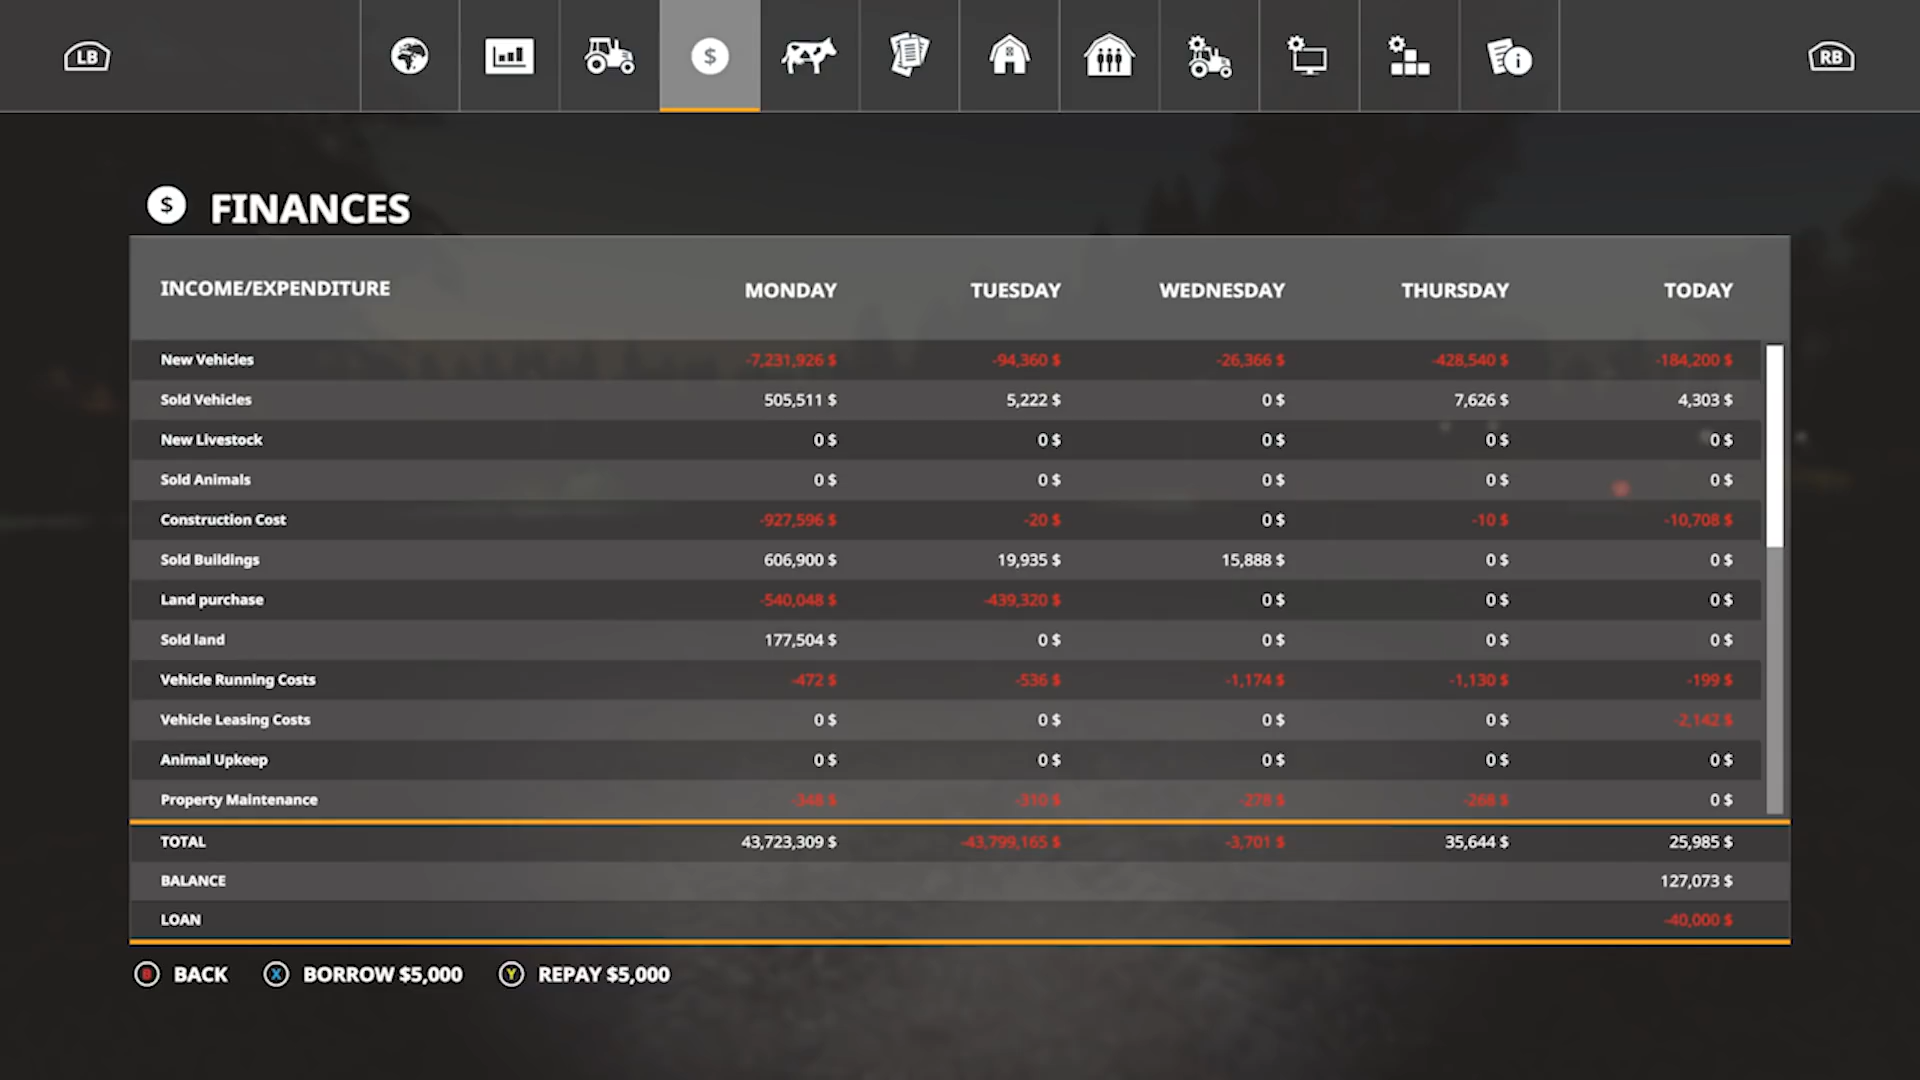 LB
$
RB
$ FINANCES
INCOME/EXPENDITURE MONDAY TUESDAY WEDNESDAY THURSDAY TODAY
New Vehicles -7,231,926 $ -94,360 $ -26,366 $ -428,540 $ -184,200 $
Sold Vehicles 505,511 $ 5,222 $ 0 $ 7,626 $ 4,303 $
New Livestock 0 $ 0 $ 0 $ 0 $ 0 $
Sold Animals 0 $ 0 $ 0 $ 0 $ 0 $
Construction Cost -927,596 $ -20 $ 0 $ -10 $ -10,708 $
Sold Buildings 606,900 $ 19,935 $ 15,888 $ 0 $ 0 $
Land purchase -540,048 $ -439,320 $ 0 $ 0 $ 0 $
Sold land 177,504 $ 0 $ 0 $ 0 $ 0 $
Vehicle Running Costs -472 $ -536 $ -1,174 $ -1,130 $ -199 $
Vehicle Leasing Costs 0 $ 0 $ 0 $ 0 $ -2,142 $
Animal Upkeep 0 $ 0 $ 0 $ 0 $ 0 $
Property Maintenance -348 $ -310 $ -278 $ -268 $ 0 $
TOTAL 43,723,309 $ -43,799,165 $ -3,701 $ 35,644 $ 25,985 $
BALANCE 127,073 $
LOAN -40,000 $
B BACK X BORROW $5,000 Y REPAY $5,000